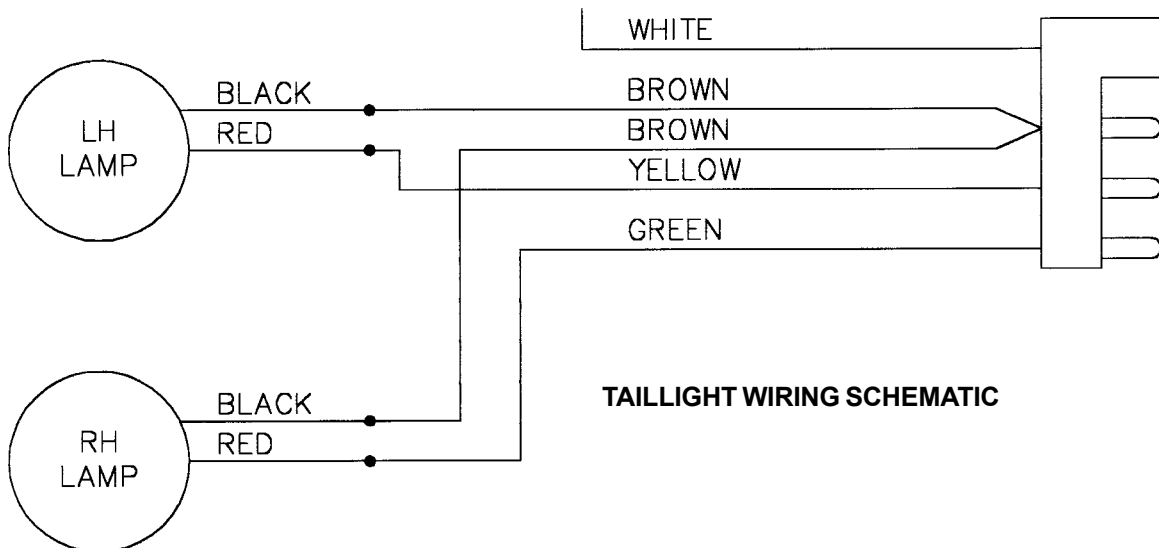 WHITE
BLACK
BROWN
RED
BROWN
LH
LAMP
YELLOW
GREEN
TAILLIGHT WIRING SCHEMATIC
BLACK
RED
RH
LAMP